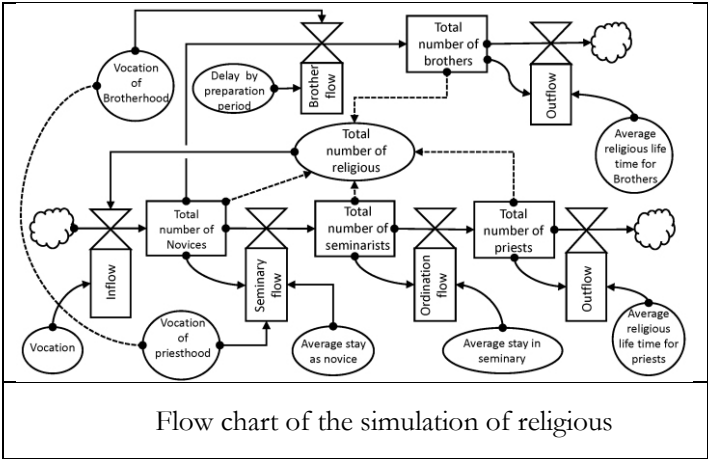 Vocation
of
Brotherhood
Delay by
preparation
period
Brother
flow
Total
number of
brothers
Outflow
Average
religious life
time for
Brothers
Total
number of
religious
Inflow
Total
number of
Novices
Seminary
flow
Total
number of
seminarists
Ordination
flow
Total
number of
priests
Outflow
Vocation
Vocation
of
priesthood
Average stay
as novice
Average stay in
seminary
Average
religious
life time for
priests
Flow chart of the simulation of religious